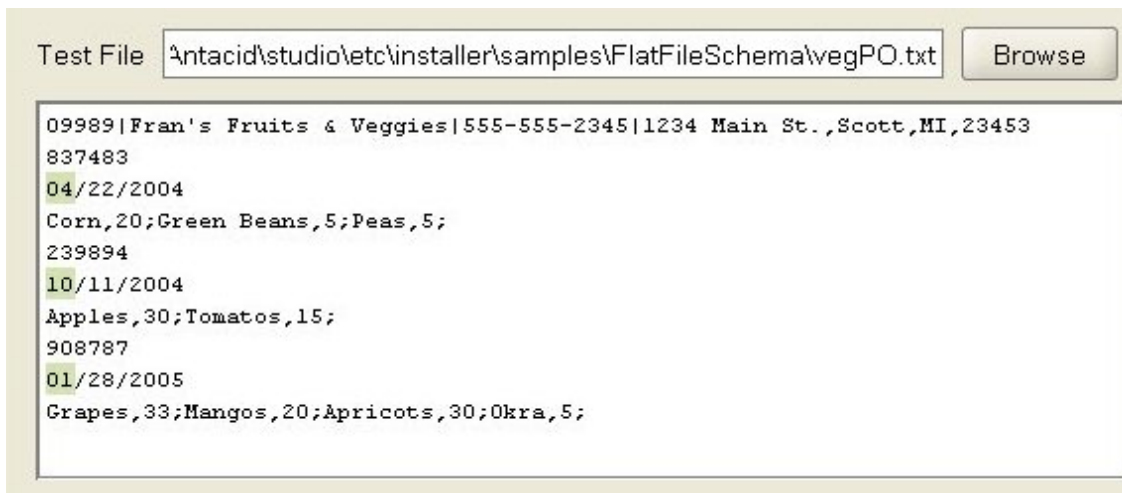 Test File Antacid\studio\etc\installer\samples\FlatFileSchema\vegPO.txt Browse
09989|Fran's Fruits & Veggies|555-555-2345|1234 Main St.,Scott,MI,23453
837483
04/22/2004
Corn,20;Green Beans,5;Peas,5;
239894
10/11/2004
Apples,30;Tomatos,15;
908787
01/28/2005
Grapes,33;Mangos,20;Apricots,30;Okra,5;